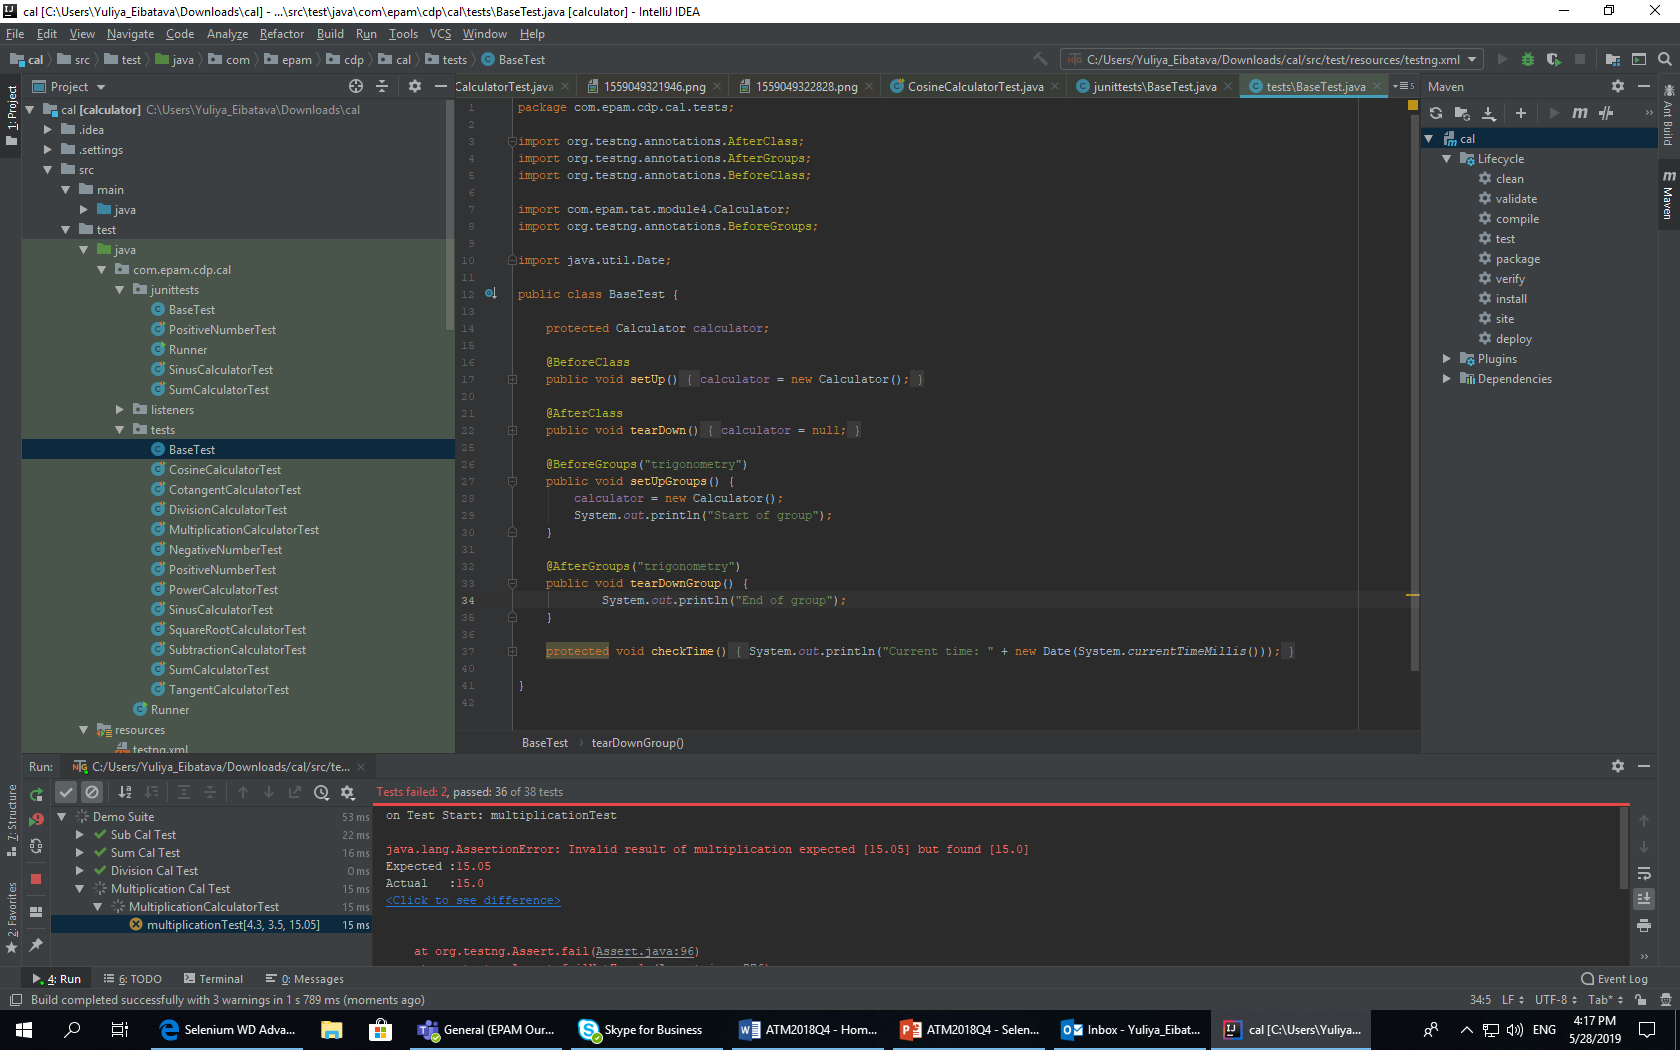 cal [C:\Users\Yuliya_Eibatava\Downloads\cal] - ...\src\test\java\com\epam\cdp\cal\tests\BaseTest.java [calculator] - IntelliJ IDEA
File Edit View Navigate Code Analyze Refactor Build Run Tools VCS Window Help
cal src test java com epam cdp cal tests BaseTest C:/Users/Yuliya_Eibatava/Downloads/cal/src/test/resources/testng.xml
Project
CalculatorTest.java 1559049321946.png 1559049322828.png CosineCalculatorTest.java junittests\BaseTest.java tests\BaseTest.java
Maven
1: Project
cal [calculator] C:\Users\Yuliya_Eibatava\Downloads\cal
.idea
.settings
src
main
java
test
java
com.epam.cdp.cal
junittests
BaseTest
PositiveNumberTest
Runner
SinusCalculatorTest
SumCalculatorTest
listeners
tests
BaseTest
CosineCalculatorTest
CotangentCalculatorTest
DivisionCalculatorTest
MultiplicationCalculatorTest
NegativeNumberTest
PositiveNumberTest
PowerCalculatorTest
SinusCalculatorTest
SquareRootCalculatorTest
SubtractionCalculatorTest
SumCalculatorTest
TangentCalculatorTest
Runner
resources
testng.xml
1 package com.epam.cdp.cal.tests;
2
3 import org.testng.annotations.AfterClass;
4 import org.testng.annotations.AfterGroups;
5 import org.testng.annotations.BeforeClass;
6
7 import com.epam.tat.module4.Calculator;
8 import org.testng.annotations.BeforeGroups;
9
10 import java.util.Date;
11
12 public class BaseTest {
13
14 protected Calculator calculator;
15
16 @BeforeClass
17 public void setUp() { calculator = new Calculator(); }
20
21 @AfterClass
22 public void tearDown() { calculator = null; }
25
26 @BeforeGroups("trigonometry")
27 public void setUpGroups() {
28 calculator = new Calculator();
29 System.out.println("Start of group");
30 }
31
32 @AfterGroups("trigonometry")
33 public void tearDownGroup() {
34 System.out.println("End of group");
35 }
36
37 protected void checkTime() { System.out.println("Current time: " + new Date(System.currentTimeMillis())); }
40
41 }
42
BaseTest tearDownGroup()
cal
Lifecycle
clean
validate
compile
test
package
verify
install
site
deploy
Plugins
Dependencies
Ant Build
Maven
Run: C:/Users/Yuliya_Eibatava/Downloads/cal/src/te...
Tests failed: 2, passed: 36 of 38 tests
Demo Suite 53 ms
Sub Cal Test 22 ms
Sum Cal Test 16 ms
Division Cal Test 0 ms
Multiplication Cal Test 15 ms
MultiplicationCalculatorTest 15 ms
multiplicationTest[4.3, 3.5, 15.05] 15 ms
on Test Start: multiplicationTest
java.lang.AssertionError: Invalid result of multiplication expected [15.05] but found [15.0]
Expected :15.05
Actual :15.0
<Click to see difference>
at org.testng.Assert.fail(Assert.java:96)
7: Structure
2: Favorites
4: Run 6: TODO Terminal 0: Messages Event Log
Build completed successfully with 3 warnings in 1 s 789 ms (moments ago) 34:5 LF UTF-8 Tab*
Selenium WD Adva... General (EPAM Our... Skype for Business ATM2018Q4 - Hom... ATM2018Q4 - Selen... Inbox - Yuliya_Eibat... cal [C:\Users\Yuliya... ENG 4:17 PM
5/28/2019